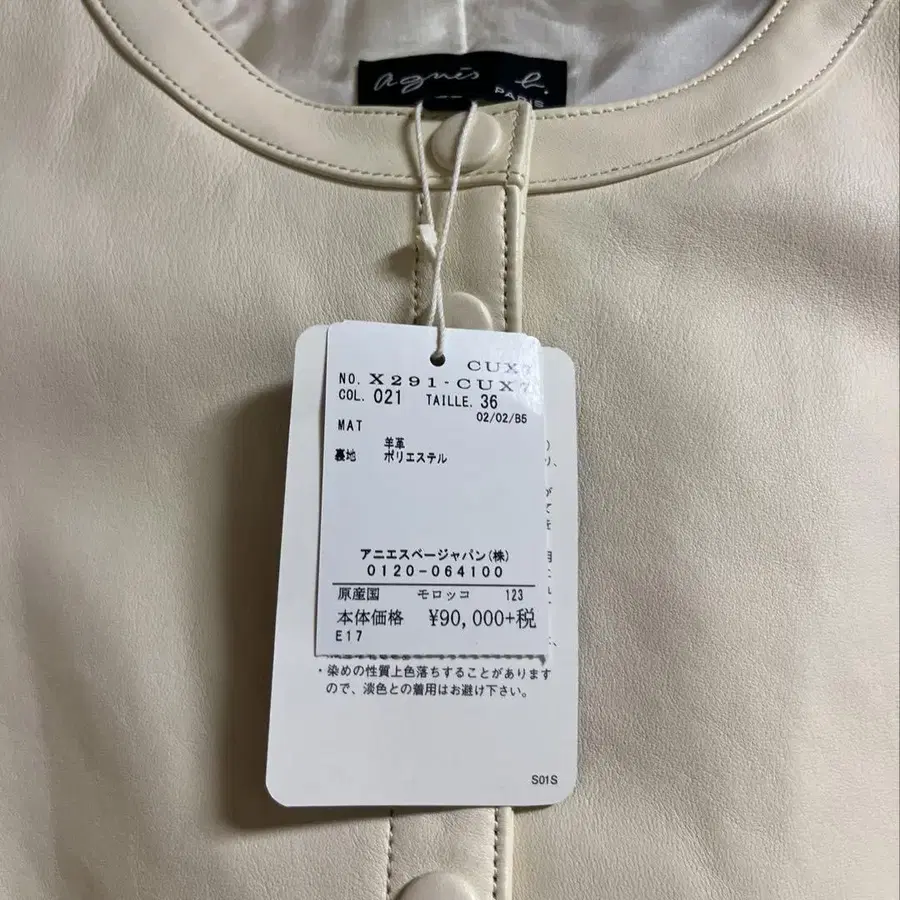 agnès b.
PARIS
CUX7
NO. X291-CUX7
COL. 021 TAILLE. 36
02/02/B5
MAT
羊革
裏地 ポリエステル
アニエスベージャパン(株)
0120-064100
原産国 モロッコ 123
本体価格 ¥90,000+税
E17
・染めの性質上色落ちすることがあります
ので、淡色との着用はお避け下さい。
S01S